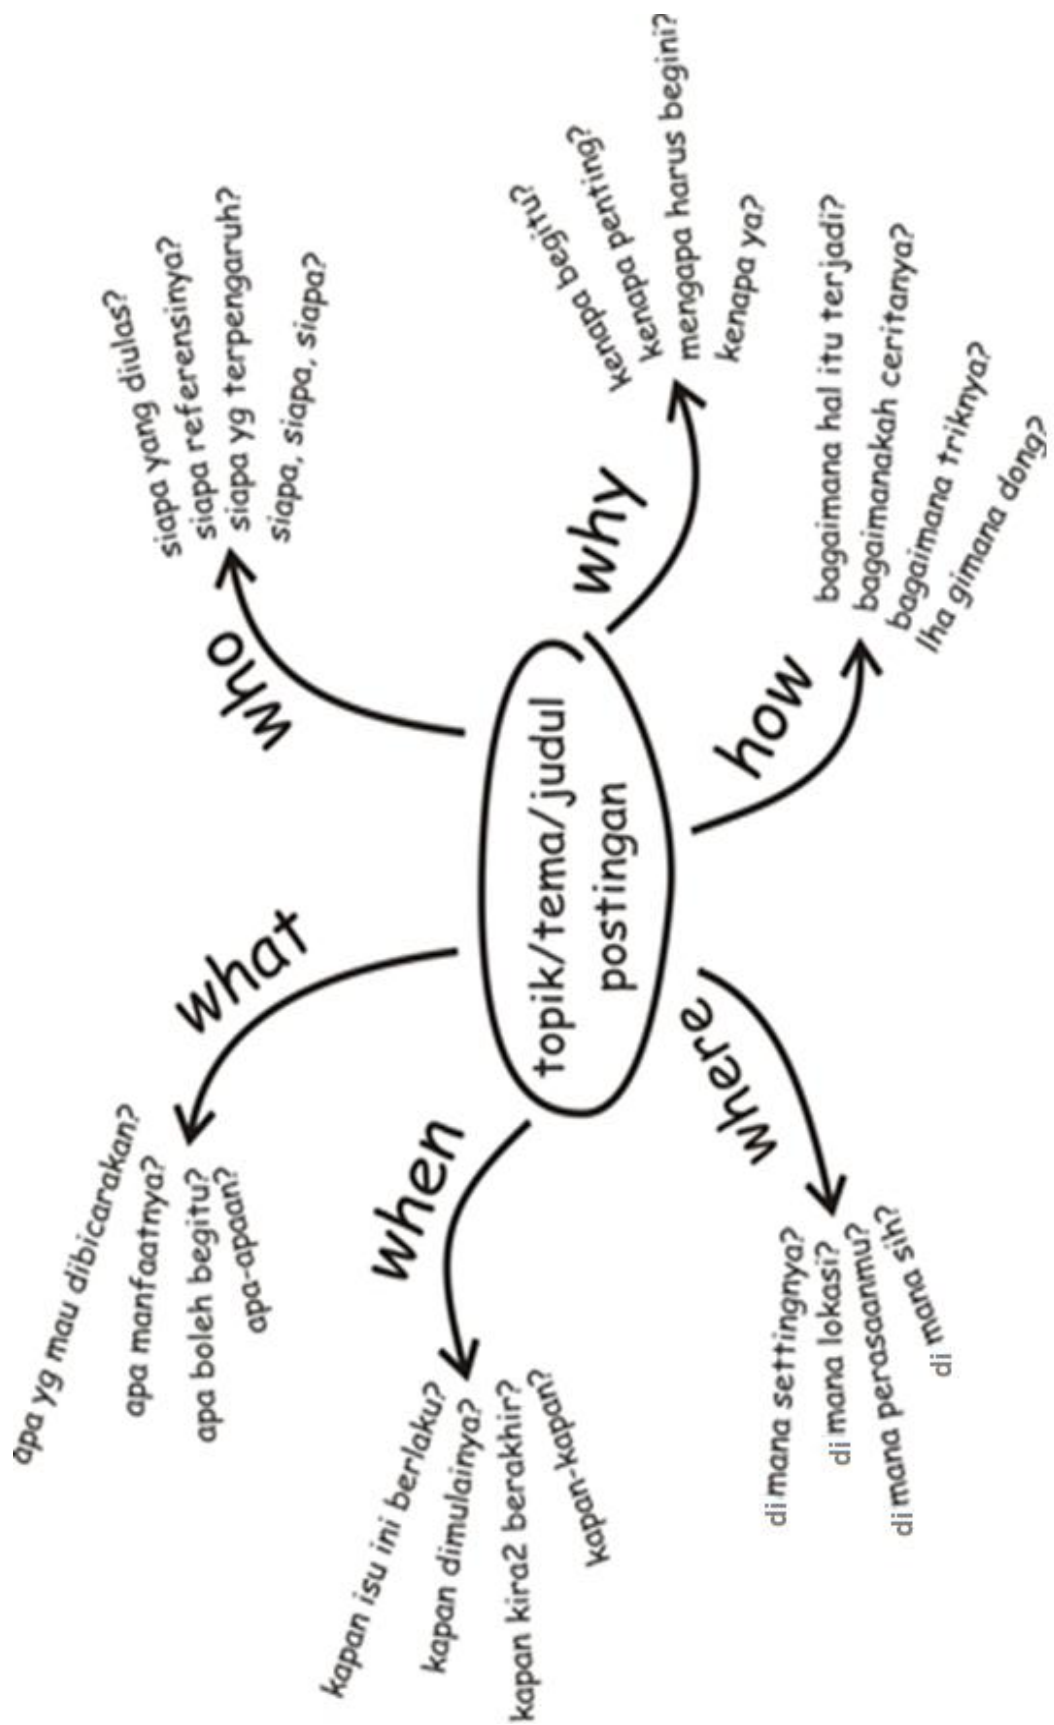 topik/tema/judul
postingan
what
apa yg mau dibicarakan?
apa manfaatnya?
apa boleh begitu?
apa-apaan?
who
siapa yang diulas?
siapa referensinya?
siapa yg terpengaruh?
siapa, siapa, siapa?
why
kenapa begitu?
kenapa penting?
mengapa harus begini?
kenapa ya?
how
bagaimana hal itu terjadi?
bagaimanakah ceritanya?
bagaimana triknya?
lha gimana dong?
where
di mana settingnya?
di mana lokasi?
di mana perasaanmu?
di mana sih?
when
kapan isu ini berlaku?
kapan dimulainya?
kapan kira2 berakhir?
kapan-kapan?